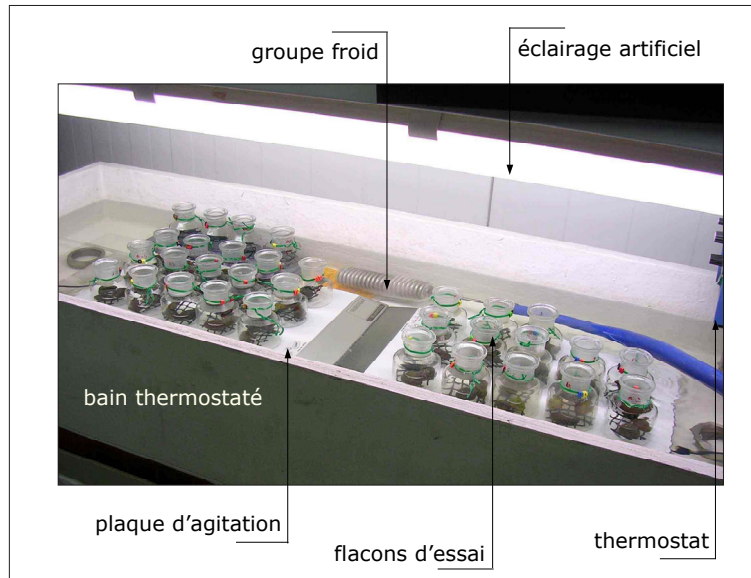 groupe froid
éclairage artificiel
bain thermostaté
plaque d'agitation
flacons d'essai
thermostat